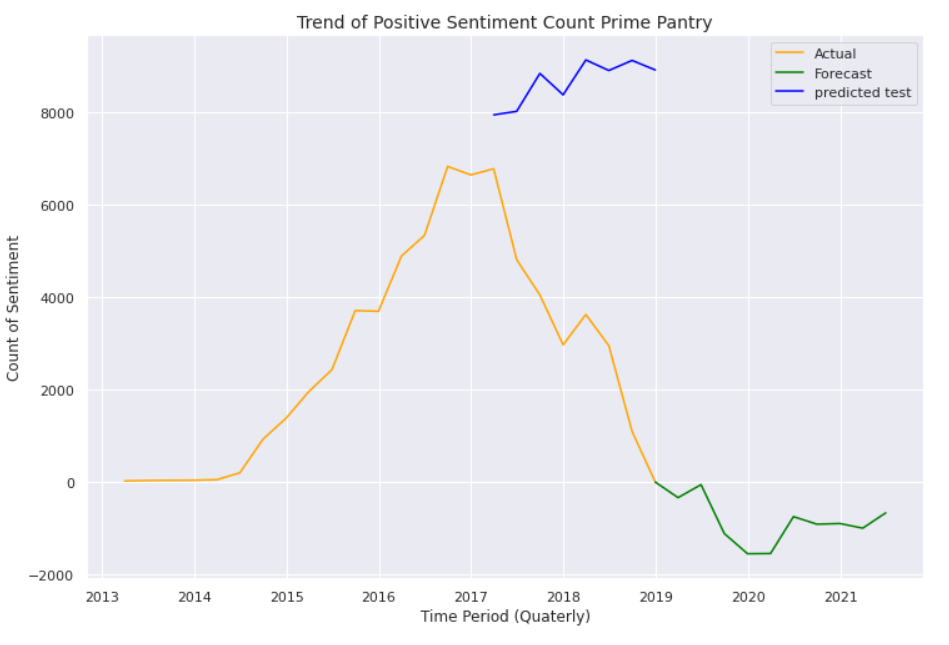 Trend of Positive Sentiment Count Prime Pantry
Actual
Forecast
predicted test
Count of Sentiment
8000
6000
4000
2000
0
−2000
2013 2014 2015 2016 2017 2018 2019 2020 2021
Time Period (Quaterly)